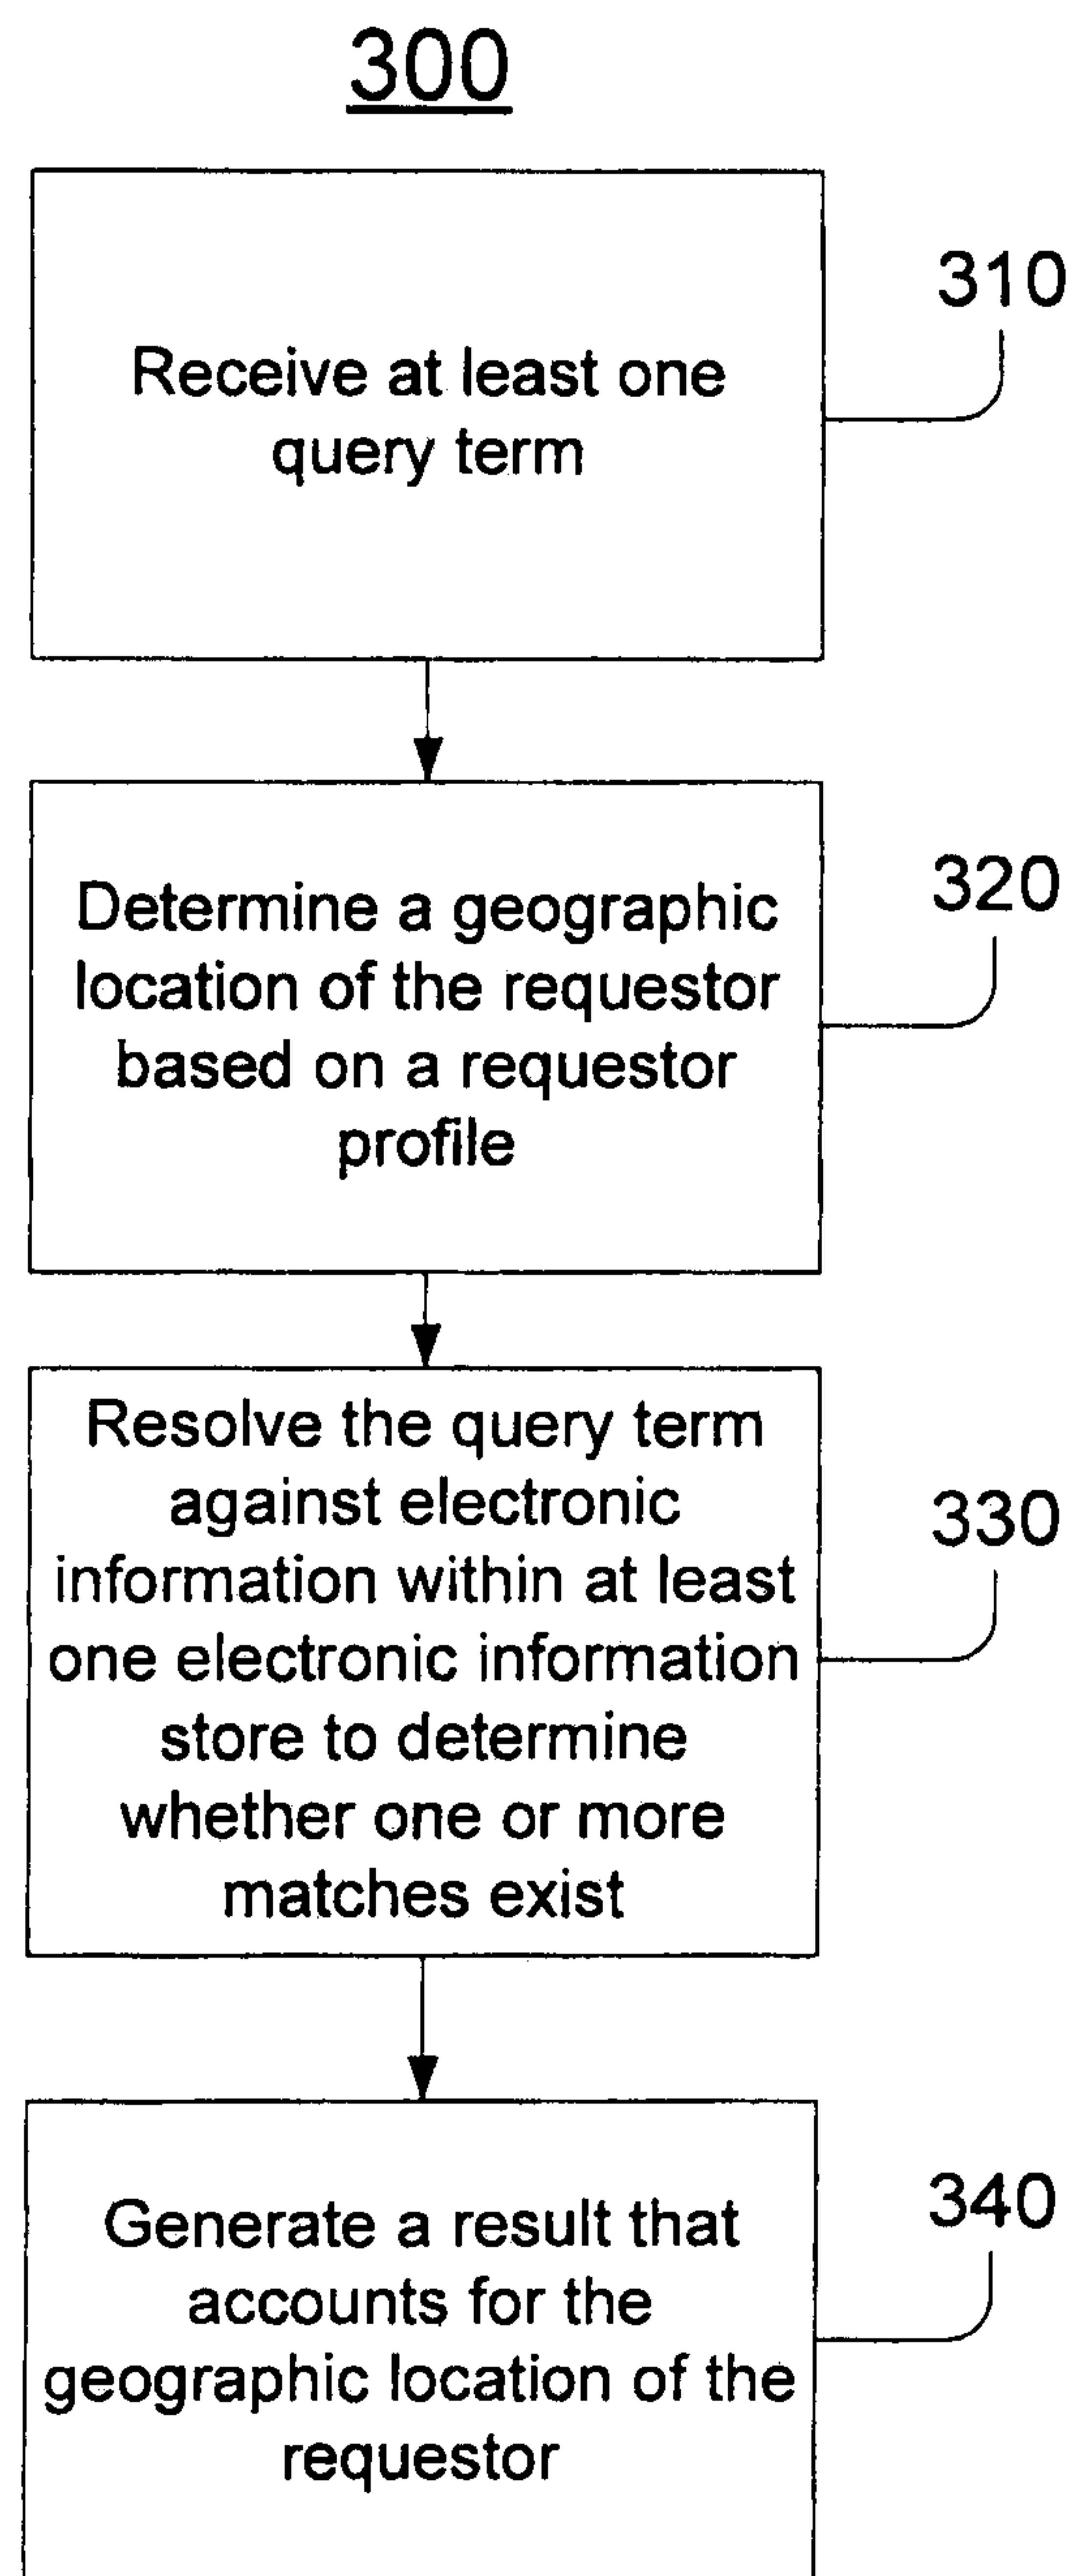 300
310
Receive at least one
query term
320
Determine a geographic
location of the requestor
based on a requestor
profile
330
Resolve the query term
against electronic
information within at least
one electronic information
store to determine
whether one or more
matches exist
340
Generate a result that
accounts for the
geographic location of the
requestor